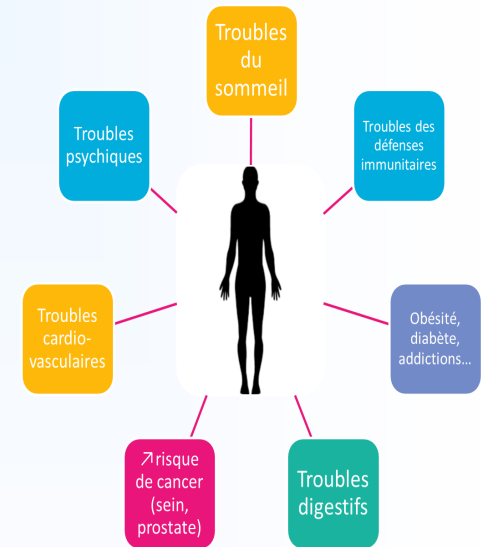 Troubles
du
sommeil
Troubles
psychiques
Troubles des
défenses
immunitaires
Troubles
cardio-
vasculaires
Obésité,
diabète,
addictions...
↗risque
de cancer
(sein,
prostate)
Troubles
digestifs